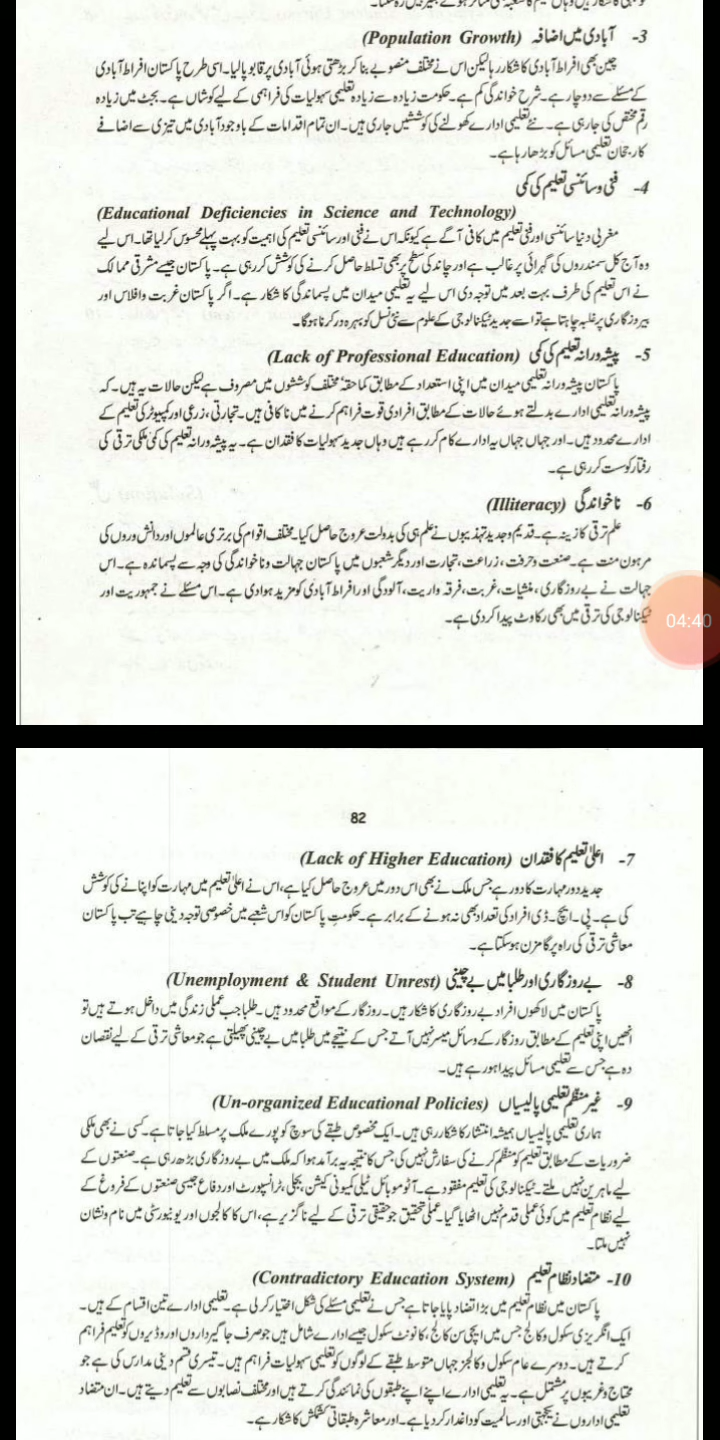 3- آبادی میں اضافہ (Population Growth)
چین بھی افراط آبادی کا شکار رہا لیکن اس نے مختلف منصوبے بنا کر بڑھتی ہوئی آبادی پر قابو پا لیا۔ اسی طرح پاکستان افراط آبادی
کے مسئلے سے دوچار ہے۔ شرح خواندگی کم ہے۔ حکومت زیادہ سے زیادہ تعلیمی سہولیات کی فراہمی کے لیے کوشاں ہے۔ بجٹ میں زیادہ
رقم مختص کی جا رہی ہے۔ نئے تعلیمی ادارے کھولنے کی کوششیں جاری ہیں۔ ان تمام اقدامات کے باوجود آبادی میں تیزی سے اضافے
کا رجحان تعلیمی مسائل کو بڑھا رہا ہے۔
4- فنی و سائنسی تعلیم کی کمی
(Educational Deficiencies in Science and Technology)
مغربی دنیا سائنسی اور فنی تعلیم میں کافی آگے ہے کیونکہ اس نے فنی اور سائنسی تعلیم کی اہمیت کو بہت پہلے محسوس کر لیا تھا۔ اس لیے
وہ آج کل سمندروں کی گہرائی پر غالب ہے اور چاند کی سطح پر بھی تسلط حاصل کرنے کی کوشش کر رہی ہے۔ پاکستان جیسے مشرقی ممالک
نے اس تعلیم کی طرف بہت بعد میں توجہ دی اس لیے یہ تعلیمی میدان میں پسماندگی کا شکار ہے۔ اگر پاکستان غربت و افلاس اور
بیروزگاری پر غلبہ چاہتا ہے تو اسے جدید ٹیکنالوجی کے علوم سے نئی نسل کو بہرہ ور کرنا ہو گا۔
5- پیشہ ورانہ تعلیم کی کمی (Lack of Professional Education)
پاکستان پیشہ ورانہ تعلیمی میدان میں اپنی استعداد کے مطابق کما حقہٗ مختلف کوششوں میں مصروف ہے لیکن حالات یہ ہیں۔ کہ
پیشہ ورانہ تعلیمی ادارے بدلتے ہوئے حالات کے مطابق افرادی قوت فراہم کرنے میں ناکافی ہیں۔ تجارتی، زرعی اور کمپیوٹر کی تعلیم کے
ادارے محدود ہیں۔ اور جہاں جہاں یہ ادارے کام کر رہے ہیں وہاں جدید سہولیات کا فقدان ہے۔ یہ پیشہ ورانہ تعلیم کی کمی ملکی ترقی کی
رفتار کو ست کر رہی ہے۔
6- ناخواندگی (Illiteracy)
علم ترقی کا زینہ ہے۔ قدیم و جدید تہذیبوں نے علم ہی کی بدولت عروج حاصل کیا۔ مختلف اقوام کی برتری عالموں اور دانش وروں کی
مرہون منت ہے۔ صنعت و حرفت، زراعت، تجارت اور دیگر شعبوں میں پاکستان جہالت و ناخواندگی کی وجہ سے پسماندہ ہے۔ اس
جہالت نے بے روزگاری، منشیات، غربت، فرقہ واریت، آلودگی اور افراط آبادی کو مزید ہوا دی ہے۔ اس مسئلے نے جمہوریت اور
ٹیکنالوجی کی ترقی میں بھی رکاوٹ پیدا کر دی ہے۔
04:40
82
7- اعلیٰ تعلیم کا فقدان (Lack of Higher Education)
جدید دور مہارت کا دور ہے جس ملک نے بھی اس دور میں عروج حاصل کیا ہے، اس نے اعلیٰ تعلیم میں مہارت کو اپنانے کی کوشش
کی ہے۔ پی۔ ایچ۔ ڈی افراد کی تعداد بھی نہ ہونے کے برابر ہے۔ حکومتِ پاکستان کو اس شعبے میں خصوصی توجہ دینی چاہیے تب پاکستان
معاشی ترقی کی راہ پر گامزن ہو سکتا ہے۔
8- بے روزگاری اور طلبا میں بے چینی (Unemployment & Student Unrest)
پاکستان میں لاکھوں افراد بے روزگاری کا شکار ہیں۔ روزگار کے مواقع محدود ہیں۔ طلبا جب عملی زندگی میں داخل ہوتے ہیں تو
انھیں اپنی تعلیم کے مطابق روزگار کے وسائل میسر نہیں آتے جس کے نتیجے میں طلبا میں بے چینی پھیلتی ہے جو معاشی ترقی کے لیے نقصان
دہ ہے جس سے تعلیمی مسائل پیدا ہو رہے ہیں۔
9- غیر منظم تعلیمی پالیسیاں (Un-organized Educational Policies)
ہماری تعلیمی پالیسیاں ہمیشہ انتشار کا شکار رہی ہیں۔ ایک مخصوص طبقے کی سوچ کو پورے ملک پر مسلط کیا جاتا ہے۔ کسی نے بھی ملکی
ضروریات کے مطابق تعلیم کو منظم کرنے کی سفارش نہیں کی جس کا نتیجہ یہ برآمد ہوا کہ ملک میں بے روزگاری بڑھ رہی ہے۔ صنعتوں کے
لیے ماہرین نہیں ملتے۔ ٹیکنالوجی کی تعلیم مفقود ہے۔ آٹو موبائل ٹیلی کمیونی کیشن، بجلی، ٹرانسپورٹ اور دفاع جیسی صنعتوں کے فروغ کے
لیے نظام تعلیم میں کوئی عملی قدم نہیں اٹھایا گیا۔ عملی تحقیق جو حقیقی ترقی کے لیے ناگزیر ہے، اس کا کالجوں اور یونیورسٹی میں نام و نشان
نہیں ملتا۔
10- متضاد نظام تعلیم (Contradictory Education System)
پاکستان میں نظام تعلیم میں بڑا تضاد پایا جاتا ہے جس نے تعلیمی مسئلے کی شکل اختیار کر لی ہے۔ تعلیمی ادارے تین اقسام کے ہیں۔
ایک انگریزی سکول و کالج جس میں ایچی سن کالج، کانونٹ سکول جیسے ادارے شامل ہیں جو صرف جاگیرداروں اور وڈیروں کو تعلیم فراہم
کرتے ہیں۔ دوسرے عام سکول و کالجز جہاں متوسط طبقے کے لوگوں کو تعلیمی سہولیات فراہم ہیں۔ تیسری قسم دینی مدارس کی ہے جو
محتاج و غریبوں پر مشتمل ہے۔ یہ تعلیمی ادارے اپنے اپنے طبقوں کی نمائندگی کرتے ہیں اور مختلف نصابوں سے تعلیم دیتے ہیں۔ ان متضاد
تعلیمی اداروں نے یکجہتی اور سالمیت کو داغدار کر دیا ہے۔ اور معاشرہ طبقاتی کشمکش کا شکار ہے۔